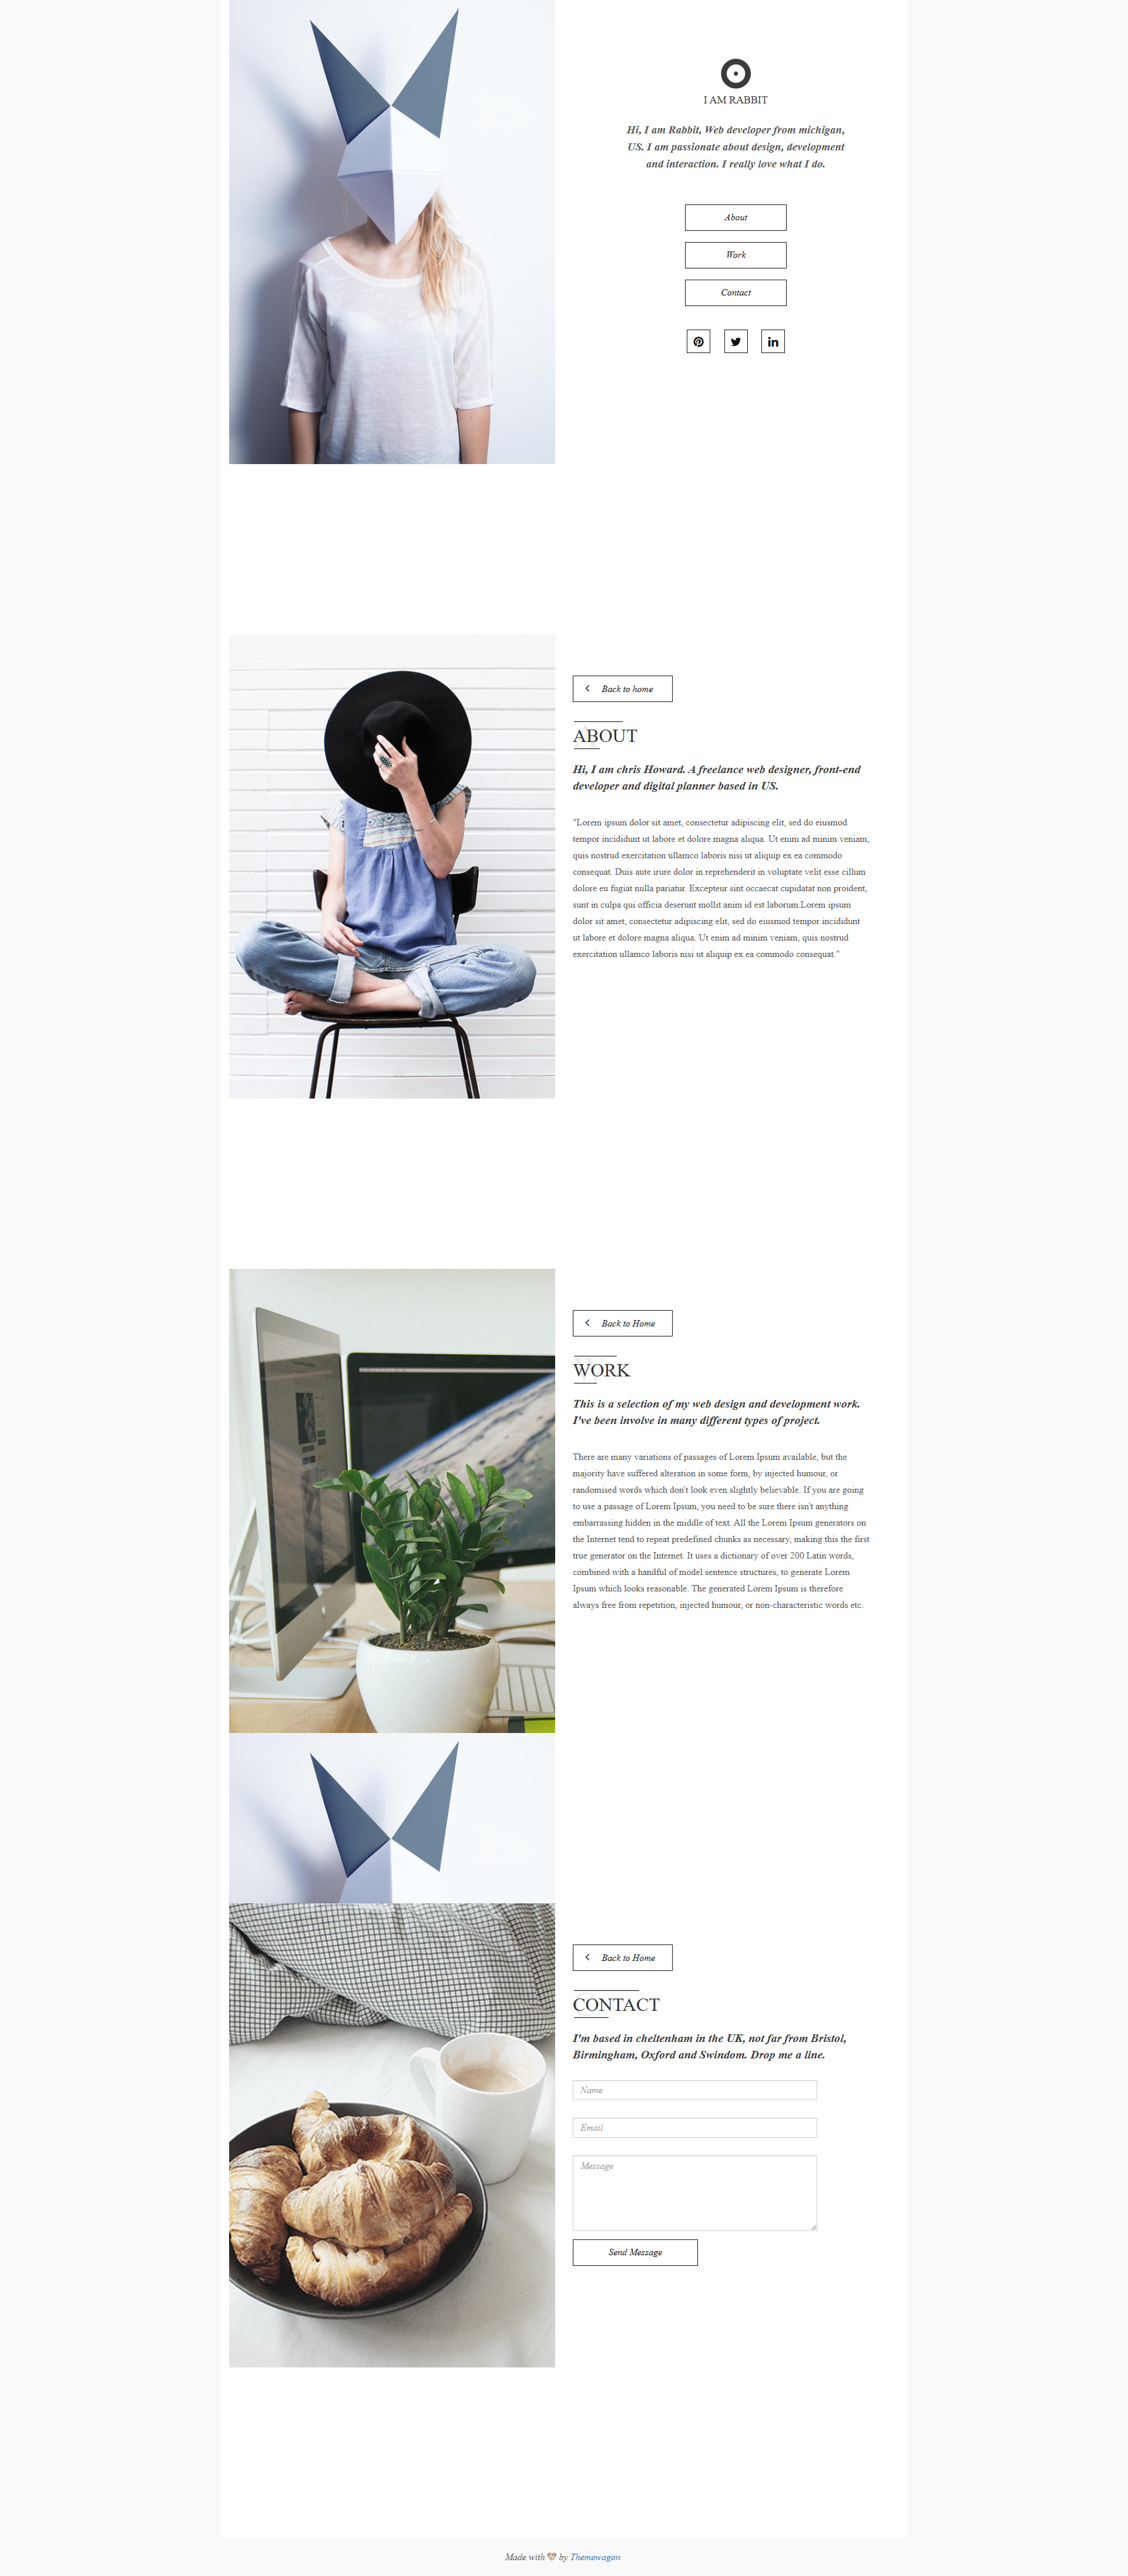 I AM RABBIT
Hi, I am Rabbit, Web developer from michigan,
US. I am passionate about design, development
and interaction. I really love what I do.
About
Work
Contact
Back to home
ABOUT
Hi, I am chris Howard. A freelance web designer, front-end
developer and digital planner based in US.
"Lorem ipsum dolor sit amet, consectetur adipiscing elit, sed do eiusmod
tempor incididunt ut labore et dolore magna aliqua. Ut enim ad minim veniam,
quis nostrud exercitation ullamco laboris nisi ut aliquip ex ea commodo
consequat. Duis aute irure dolor in reprehenderit in voluptate velit esse cillum
dolore eu fugiat nulla pariatur. Excepteur sint occaecat cupidatat non proident,
sunt in culpa qui officia deserunt mollit anim id est laborum.Lorem ipsum
dolor sit amet, consectetur adipiscing elit, sed do eiusmod tempor incididunt
ut labore et dolore magna aliqua. Ut enim ad minim veniam, quis nostrud
exercitation ullamco laboris nisi ut aliquip ex ea commodo consequat."
Back to Home
WORK
This is a selection of my web design and development work.
I've been involve in many different types of project.
There are many variations of passages of Lorem Ipsum available, but the
majority have suffered alteration in some form, by injected humour, or
randomised words which don't look even slightly believable. If you are going
to use a passage of Lorem Ipsum, you need to be sure there isn't anything
embarrassing hidden in the middle of text. All the Lorem Ipsum generators on
the Internet tend to repeat predefined chunks as necessary, making this the first
true generator on the Internet. It uses a dictionary of over 200 Latin words,
combined with a handful of model sentence structures, to generate Lorem
Ipsum which looks reasonable. The generated Lorem Ipsum is therefore
always free from repetition, injected humour, or non-characteristic words etc.
Back to Home
CONTACT
I'm based in cheltenham in the UK, not far from Bristol,
Birmingham, Oxford and Swindom. Drop me a line.
Name
Email
Message
Send Message
Made with by Themewagon